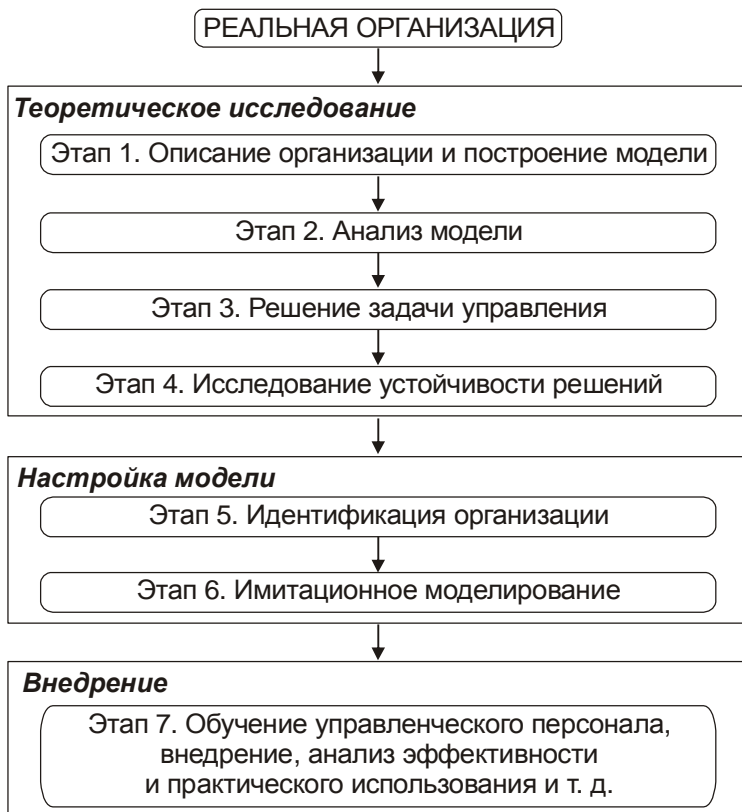 РЕАЛЬНАЯ ОРГАНИЗАЦИЯ
Теоретическое исследование
Этап 1. Описание организации и построение модели
Этап 2. Анализ модели
Этап 3. Решение задачи управления
Этап 4. Исследование устойчивости решений
Настройка модели
Этап 5. Идентификация организации
Этап 6. Имитационное моделирование
Внедрение
Этап 7. Обучение управленческого персонала,
внедрение, анализ эффективности
и практического использования и т. д.